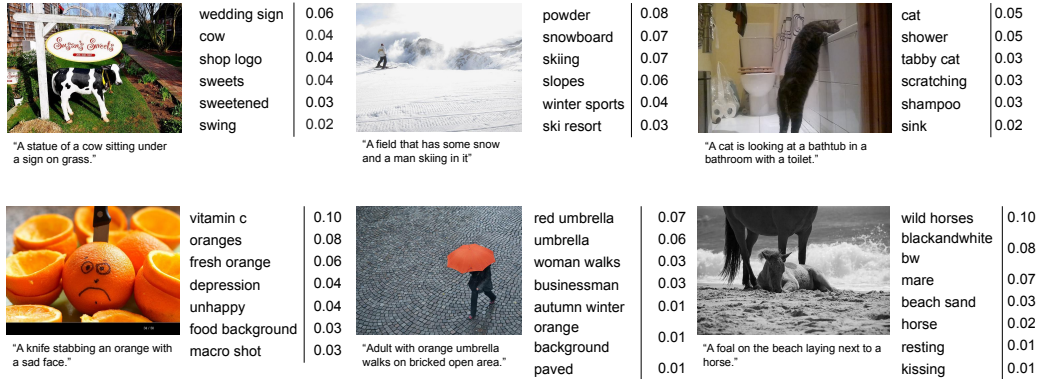 Susan's Sweets
wedding sign 0.06
cow 0.04
shop logo 0.04
sweets 0.04
sweetened 0.03
swing 0.02
"A statue of a cow sitting under
a sign on grass."
powder 0.08
snowboard 0.07
skiing 0.07
slopes 0.06
winter sports 0.04
ski resort 0.03
"A field that has some snow
and a man skiing in it"
cat 0.05
shower 0.05
tabby cat 0.03
scratching 0.03
shampoo 0.03
sink 0.02
"A cat is looking at a bathtub in a
bathroom with a toilet."
vitamin c 0.10
oranges 0.08
fresh orange 0.06
depression 0.04
unhappy 0.04
food background 0.03
macro shot 0.03
"A knife stabbing an orange with
a sad face."
red umbrella 0.07
umbrella 0.06
woman walks 0.03
businessman 0.03
autumn winter 0.01
orange
background 0.01
paved 0.01
"Adult with orange umbrella
walks on bricked open area."
wild horses 0.10
blackandwhite
bw 0.08
mare 0.07
beach sand 0.03
horse 0.02
resting 0.01
kissing 0.01
"A foal on the beach laying next to a
horse."